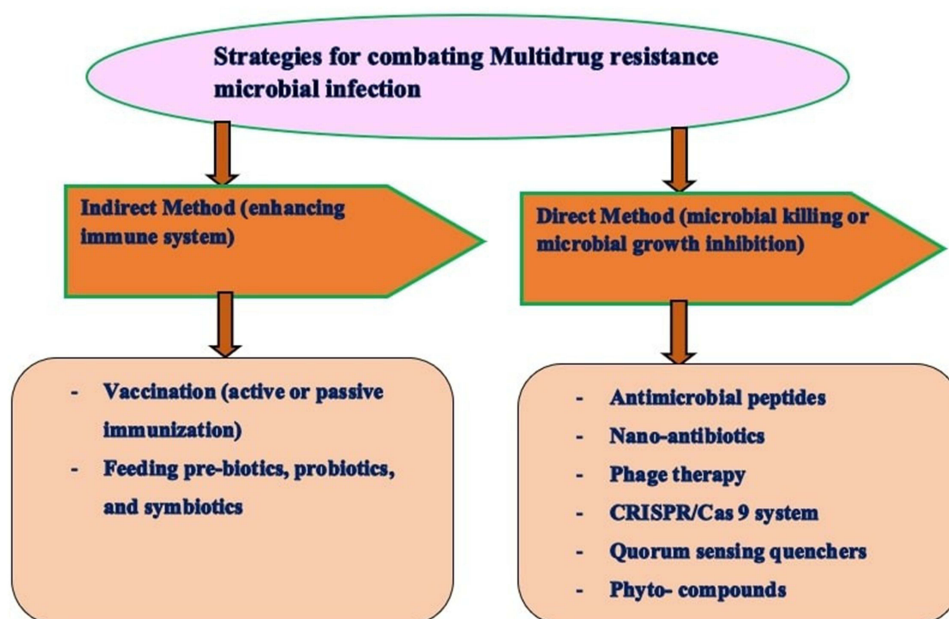 Strategies for combating Multidrug resistance
microbial infection
Indirect Method (enhancing
immune system)
Direct Method (microbial killing or
microbial growth inhibition)
- Vaccination (active or passive
immunization)
- Feeding pre-biotics, probiotics,
and symbiotics
- Antimicrobial peptides
- Nano-antibiotics
- Phage therapy
- CRISPR/Cas 9 system
- Quorum sensing quenchers
- Phyto- compounds